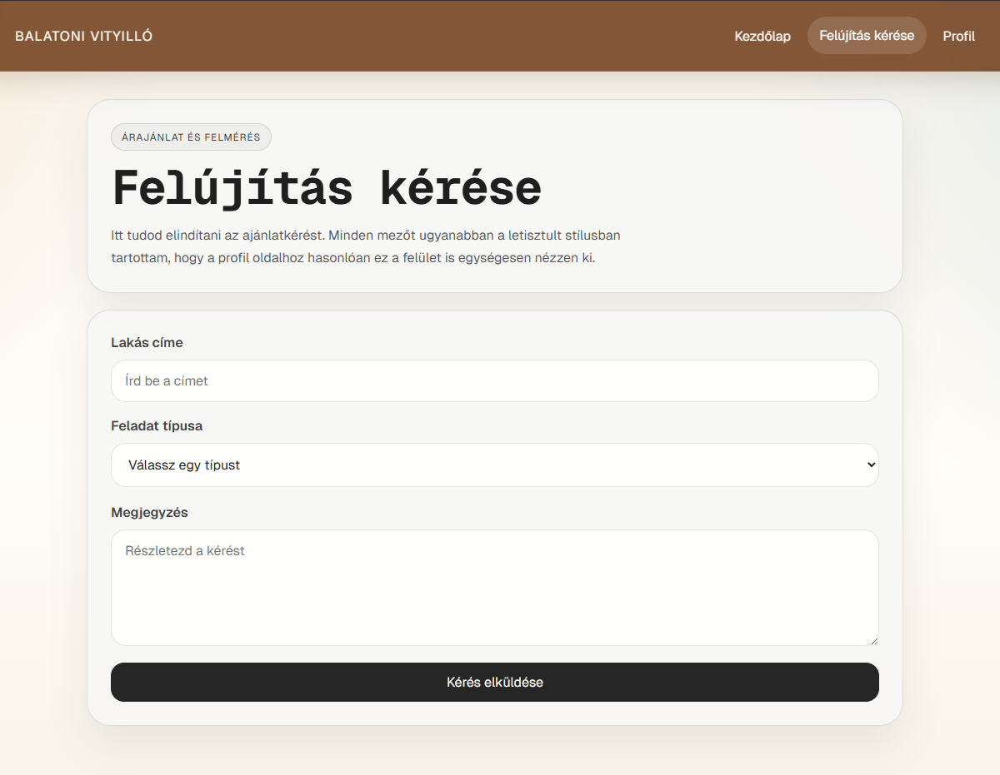 BALATONI VITYILLÓ
Kezdőlap
Felújítás kérése
Profil
ÁRAJÁNLAT ÉS FELMÉRÉS
Felújítás kérése
Itt tudod elindítani az ajánlatkérést. Minden mezőt ugyanabban a letisztult stílusban
tartottam, hogy a profil oldalhoz hasonlóan ez a felület is egységesen nézzen ki.
Lakás címe
Írd be a címet
Feladat típusa
Válassz egy típust
Megjegyzés
Részletezd a kérést
Kérés elküldése